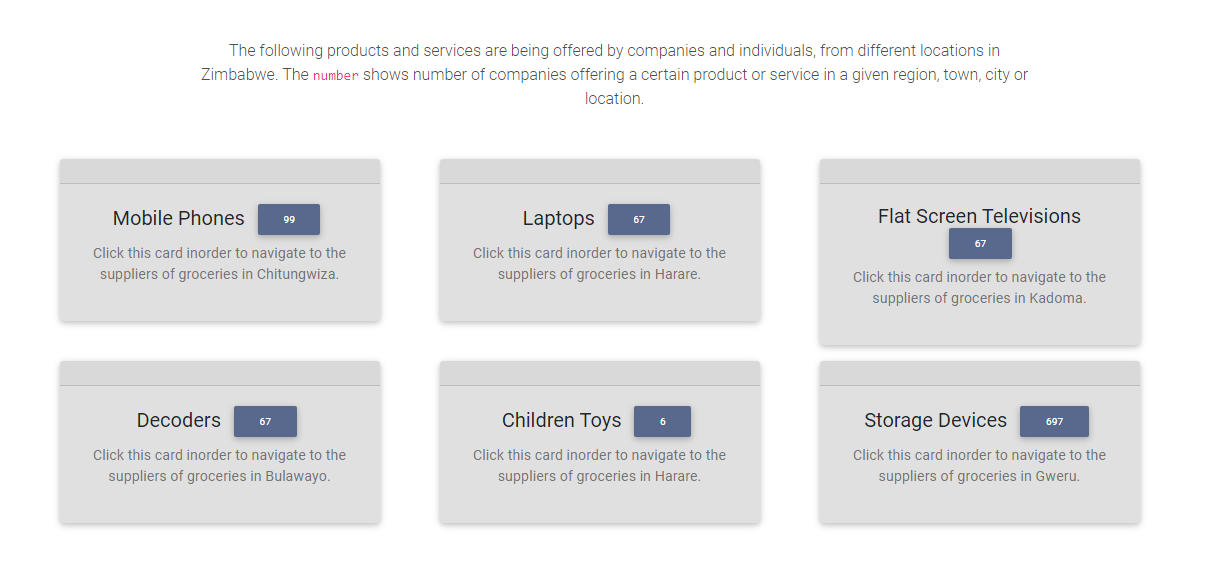 The following products and services are being offered by companies and individuals, from different locations in
Zimbabwe. The number shows number of companies offering a certain product or service in a given region, town, city or
location.
Mobile Phones 99
Click this card inorder to navigate to the
suppliers of groceries in Chitungwiza.
Laptops 67
Click this card inorder to navigate to the
suppliers of groceries in Harare.
Flat Screen Televisions
67
Click this card inorder to navigate to the
suppliers of groceries in Kadoma.
Decoders 67
Click this card inorder to navigate to the
suppliers of groceries in Bulawayo.
Children Toys 6
Click this card inorder to navigate to the
suppliers of groceries in Harare.
Storage Devices 697
Click this card inorder to navigate to the
suppliers of groceries in Gweru.